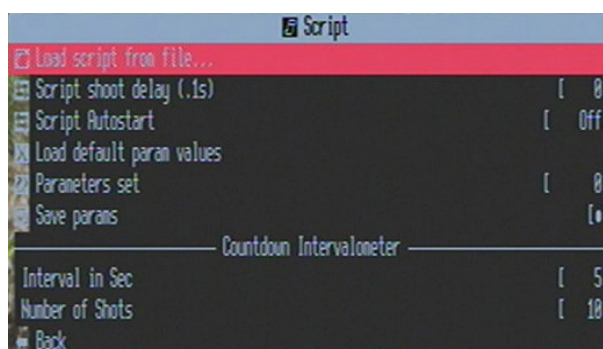 Script
Load script from file...
Script shoot delay (.1s) [ 0
Script Autostart [ Off
Load default param values
Parameters set [ 0
Save params [•
Countdown Intervalometer
Interval in Sec [ 5
Number of Shots [ 10
Back